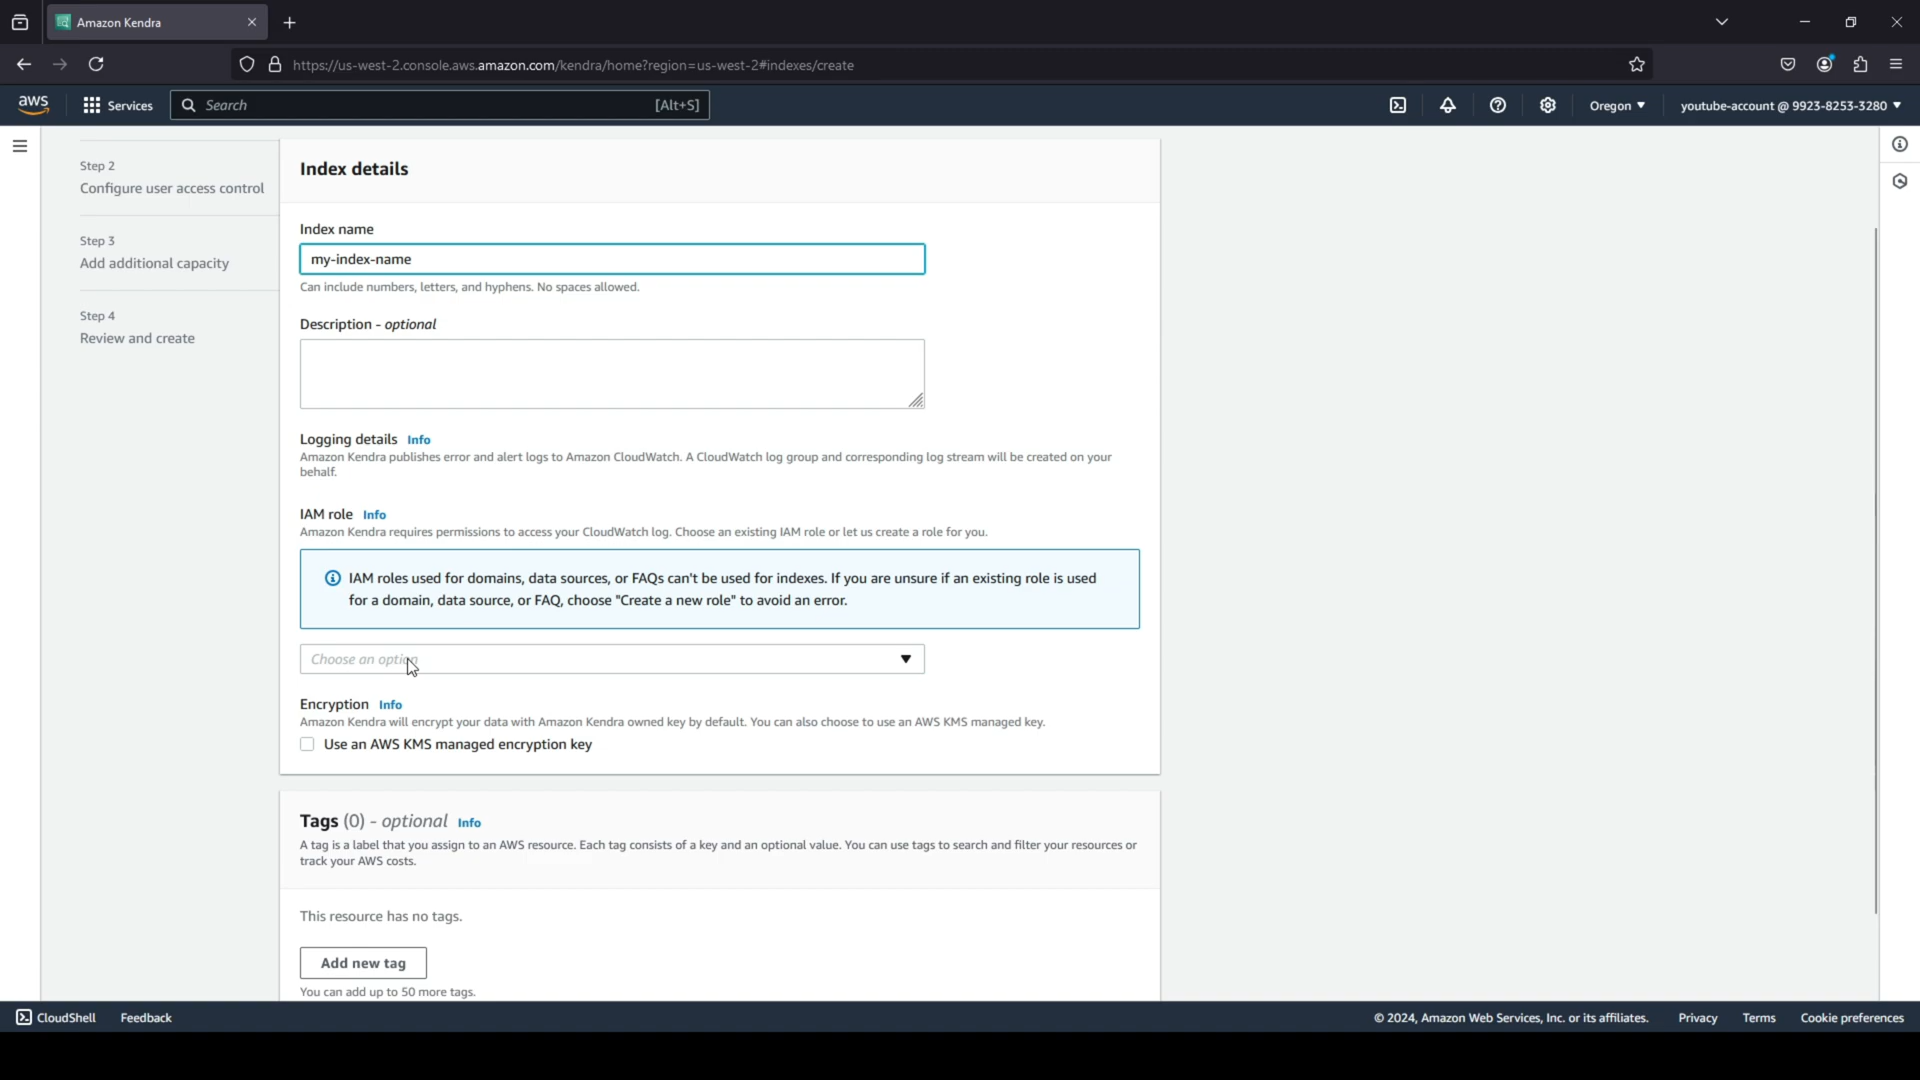 Amazon Kendra
https://us-west-2.console.aws.amazon.com/kendra/home?region=us-west-2#indexes/create
aws
Services
Search
[Alt+S]
Oregon
youtube-account @ 9923-8253-3280
Step 2
Configure user access control
Step 3
Add additional capacity
Step 4
Review and create
Index details
Index name
my-index-name
Can include numbers, letters, and hyphens. No spaces allowed.
Description - optional
Logging details Info
Amazon Kendra publishes error and alert logs to Amazon CloudWatch. A CloudWatch log group and corresponding log stream will be created on your
behalf.
IAM role Info
Amazon Kendra requires permissions to access your CloudWatch log. Choose an existing IAM role or let us create a role for you.
IAM roles used for domains, data sources, or FAQs can't be used for indexes. If you are unsure if an existing role is used
for a domain, data source, or FAQ, choose "Create a new role" to avoid an error.
Choose an option
Encryption Info
Amazon Kendra will encrypt your data with Amazon Kendra owned key by default. You can also choose to use an AWS KMS managed key.
Use an AWS KMS managed encryption key
Tags (0) - optional Info
A tag is a label that you assign to an AWS resource. Each tag consists of a key and an optional value. You can use tags to search and filter your resources or
track your AWS costs.
This resource has no tags.
Add new tag
You can add up to 50 more tags.
CloudShell
Feedback
© 2024, Amazon Web Services, Inc. or its affiliates.
Privacy
Terms
Cookie preferences